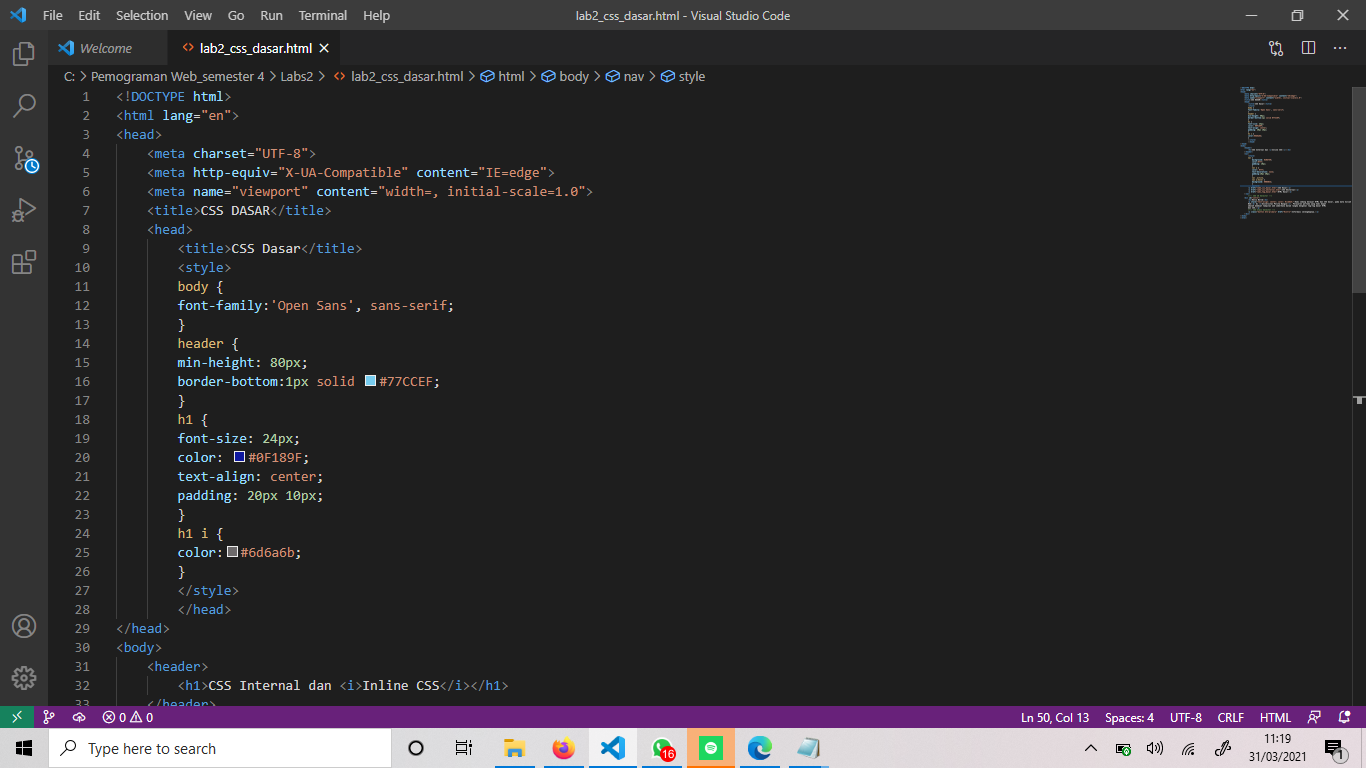 File Edit Selection View Go Run Terminal Help lab2_css_dasar.html - Visual Studio Code
Welcome lab2_css_dasar.html
C: > Pemograman Web_semester 4 > Labs2 > lab2_css_dasar.html > html > body > nav > style
1 <!DOCTYPE html>
2 <html lang="en">
3 <head>
4 <meta charset="UTF-8">
5 <meta http-equiv="X-UA-Compatible" content="IE=edge">
6 <meta name="viewport" content="width=, initial-scale=1.0">
7 <title>CSS DASAR</title>
8 <head>
9 <title>CSS Dasar</title>
10 <style>
11 body {
12 font-family:'Open Sans', sans-serif;
13 }
14 header {
15 min-height: 80px;
16 border-bottom:1px solid #77CCEF;
17 }
18 h1 {
19 font-size: 24px;
20 color: #0F189F;
21 text-align: center;
22 padding: 20px 10px;
23 }
24 h1 i {
25 color:#6d6a6b;
26 }
27 </style>
28 </head>
29 </head>
30 <body>
31 <header>
32 <h1>CSS Internal dan <i>Inline CSS</i></h1>
33 </header>
0 0 Ln 50, Col 13 Spaces: 4 UTF-8 CRLF HTML
Type here to search 16 11:19
31/03/2021 1